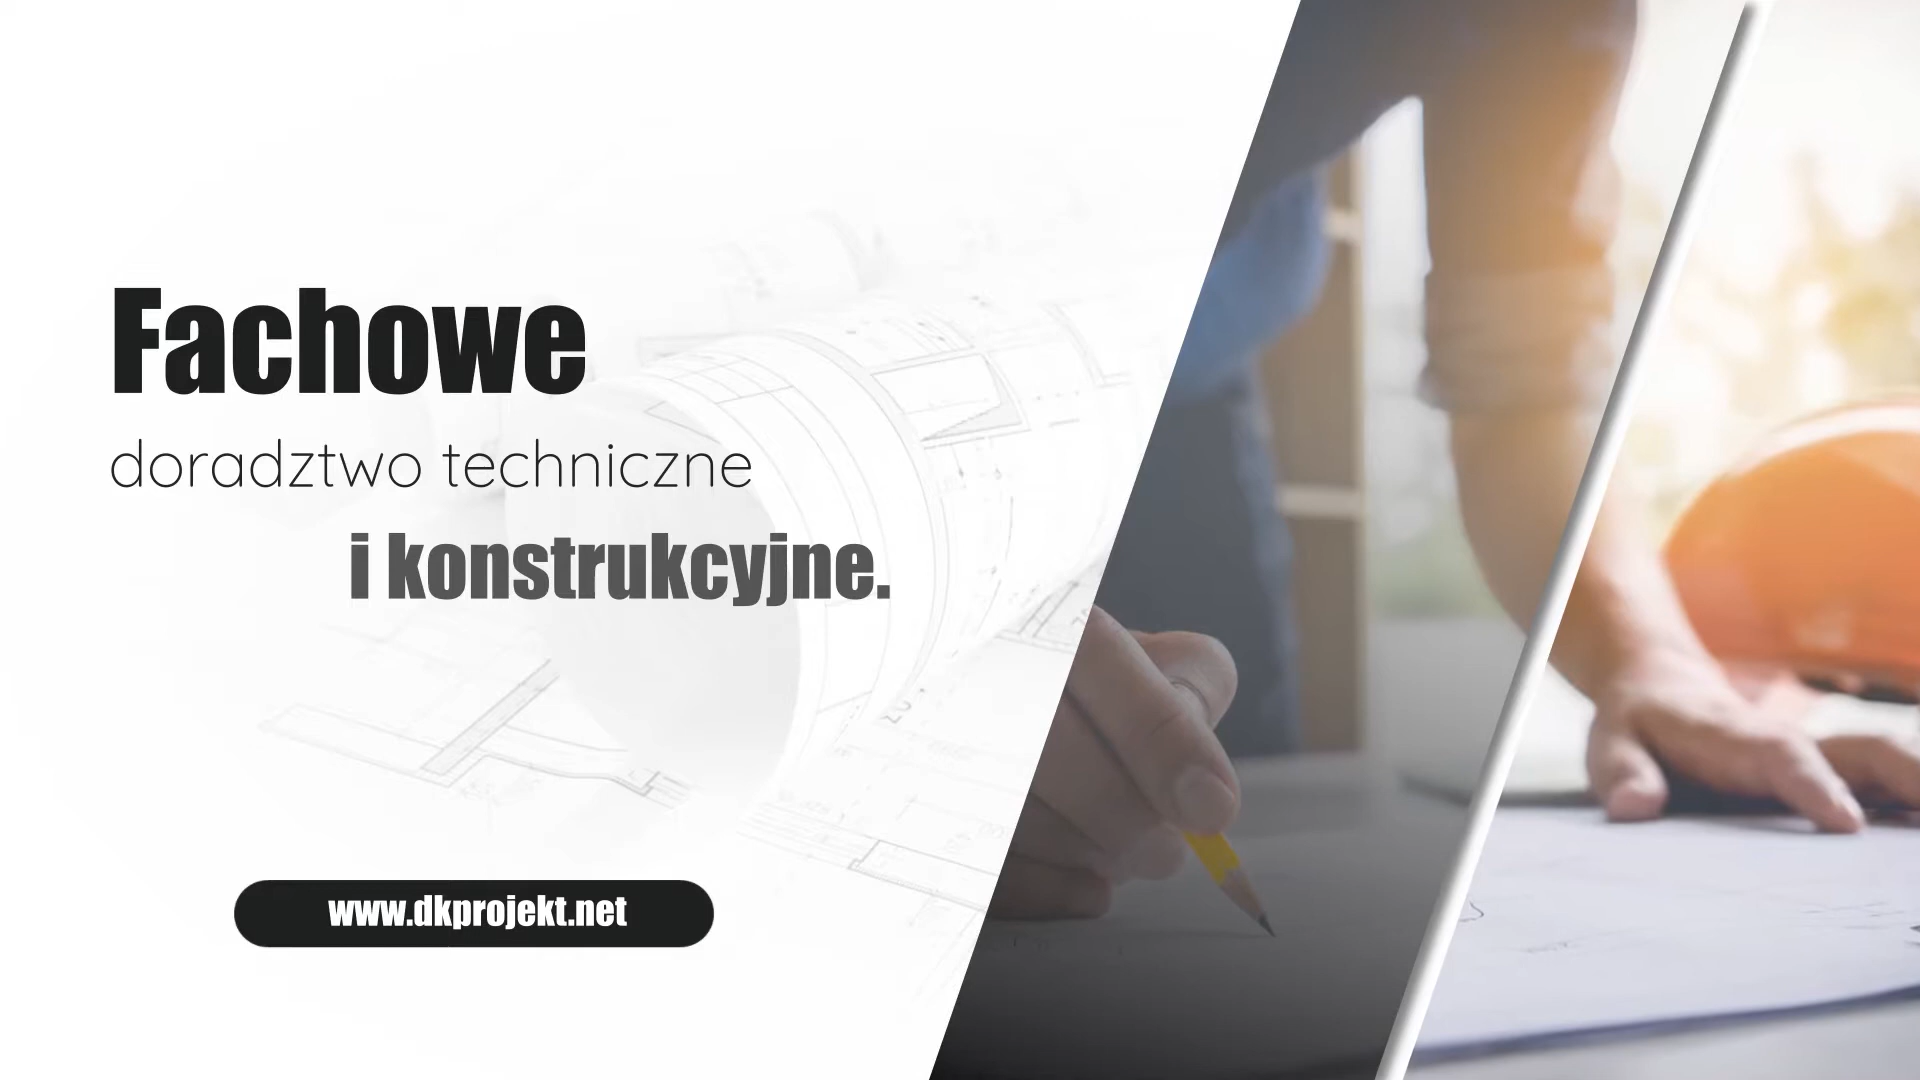 Fachowe
doradztwo techniczne
i konstrukcyjne.
www.dkprojekt.net